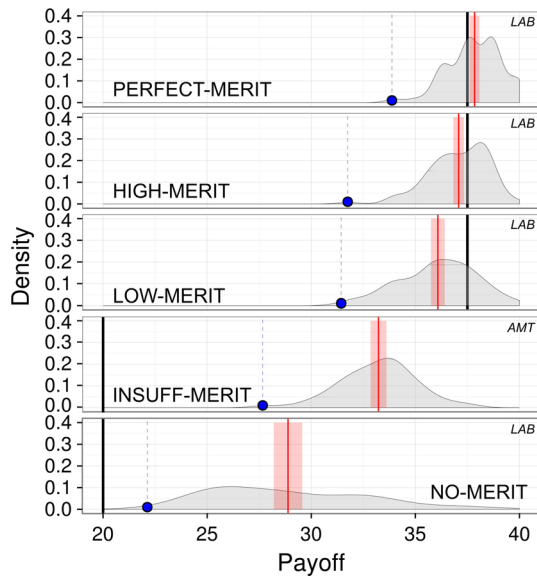 LAB
0.4
0.3
0.2
0.1
0.0
PERFECT-MERIT
LAB
0.4
0.3
0.2
0.1
0.0
HIGH-MERIT
LAB
0.4
0.3
0.2
0.1
0.0
LOW-MERIT
AMT
0.4
0.3
0.2
0.1
0.0
INSUFF-MERIT
LAB
0.4
0.3
0.2
0.1
0.0
NO-MERIT
Density
20 25 30 35 40
Payoff